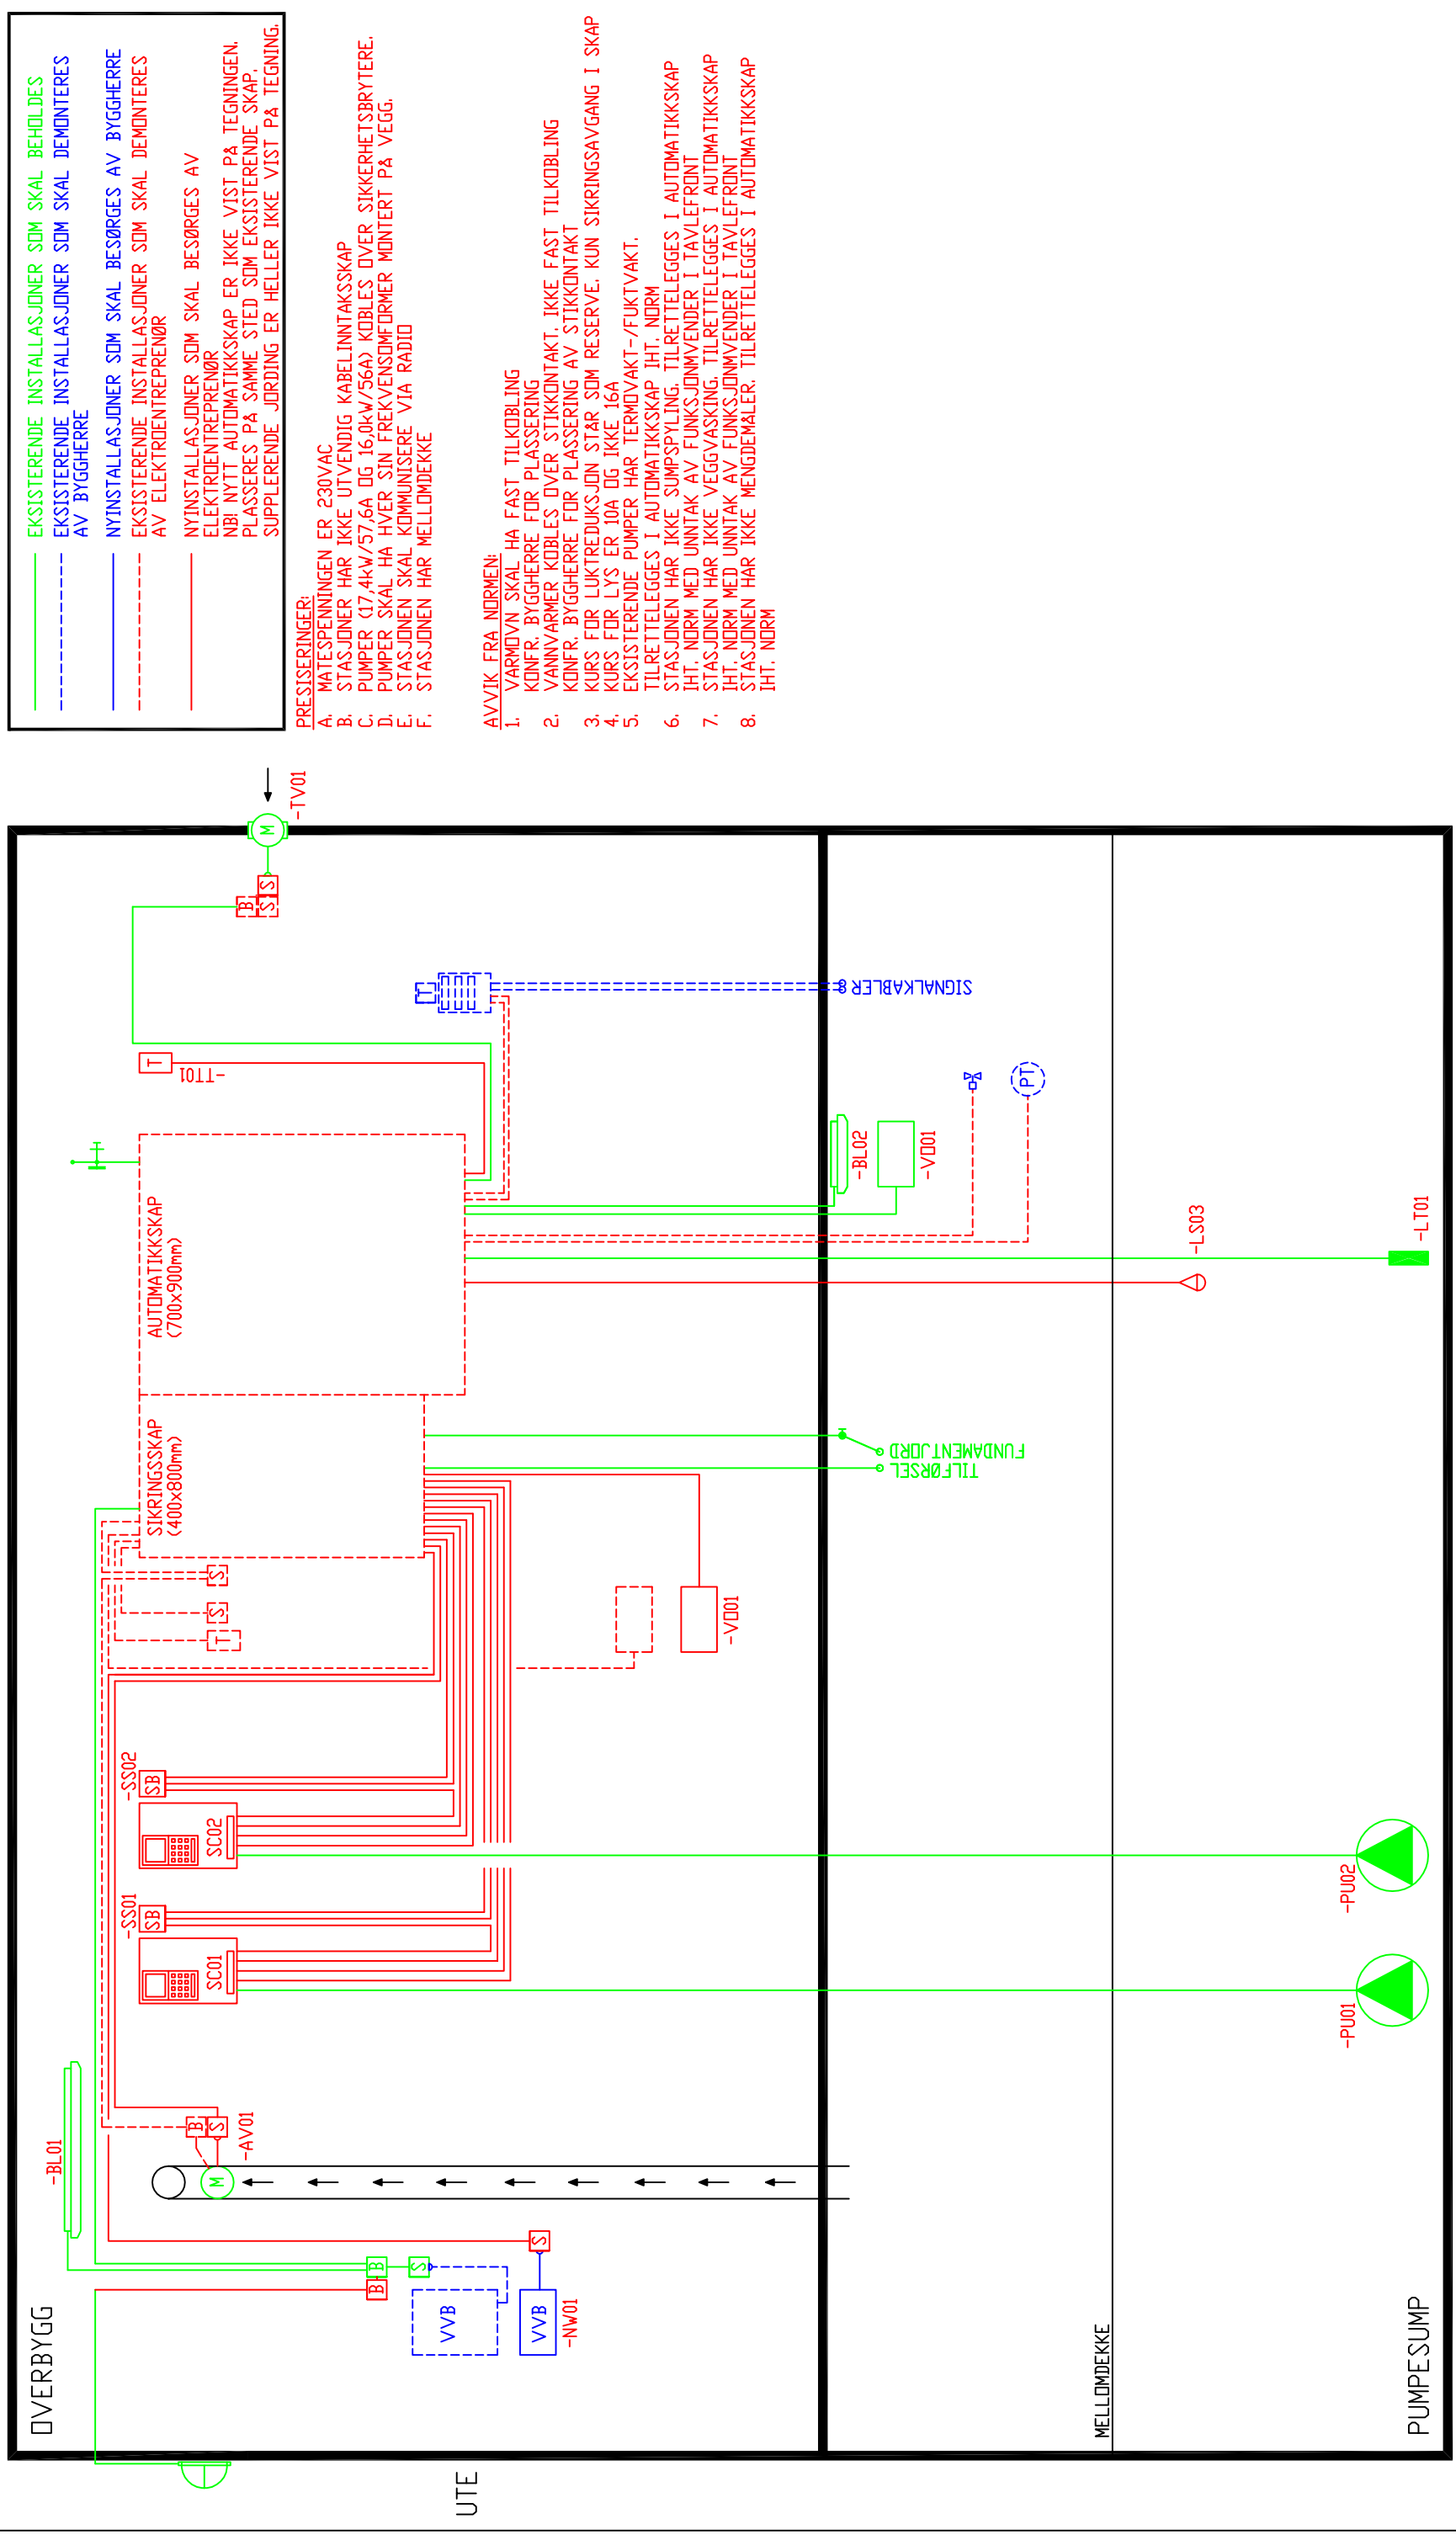 EKSISTERENDE INSTALLASJONER SOM SKAL BEHOLDES
EKSISTERENDE INSTALLASJONER SOM SKAL DEMONTERES
AV BYGGHERRE
NYINSTALLASJONER SOM SKAL BESØRGES AV BYGGHERRE
EKSISTERENDE INSTALLASJONER SOM SKAL DEMONTERES
AV ELEKTROENTREPRENØR
NYINSTALLASJONER SOM SKAL BESØRGES AV
ELEKTROENTREPRENØR
NB! NYTT AUTOMATIKKSKAP ER IKKE VIST PÅ TEGNINGEN.
PLASSERES PÅ SAMME STED SOM EKSISTERENDE SKAP.
SUPPLERENDE JORDING ER HELLER IKKE VIST PÅ TEGNING.
PRESISERINGER:
A. MATESPENNINGEN ER 230VAC
B. STASJONER HAR IKKE UTVENDIG KABELINNTAKSSKAP
C. PUMPER (17,4kW/57,6A OG 16,0kW/56A) KOBLES OVER SIKKERHETSBRYTERE.
D. PUMPER SKAL HA HVER SIN FREKVENSOMFORMER MONTERT PÅ VEGG.
E. STASJONEN SKAL KOMMUNISERE VIA RADIO
F. STASJONEN HAR MELLOMDEKKE
AVVIK FRA NORMEN:
1. VARMOVN SKAL HA FAST TILKOBLING
KONFR. BYGGHERRE FOR PLASSERING
2. VANNVARMER KOBLES OVER STIKKONTAKT, IKKE FAST TILKOBLING
KONFR. BYGGHERRE FOR PLASSERING AV STIKKONTAKT
3. KURS FOR LUKTREDUKSJON STÅR SOM RESERVE. KUN SIKRINGSAVGANG I SKAP
4. KURS FOR LYS ER 10A OG IKKE 16A
5. EKSISTERENDE PUMPER HAR TERMOVAKT-/FUKTVAKT.
TILRETTELEGGES I AUTOMATIKKSKAP IHT. NORM
6. STASJONEN HAR IKKE SUMPSPYLING. TILRETTELEGGES I AUTOMATIKKSKAP
IHT. NORM MED UNNTAK AV FUNKSJONMVENDER I TAVLEFRONT
7. STASJONEN HAR IKKE VEGGVASKING. TILRETTELEGGES I AUTOMATIKKSKAP
IHT. NORM MED UNNTAK AV FUNKSJONMVENDER I TAVLEFRONT
8. STASJONEN HAR IKKE MENGDEMÅLER. TILRETTELEGGES I AUTOMATIKKSKAP
IHT. NORM
OVERBYGG
-BL01
-SS01
SB
SC01
-SS02
SB
SC02
SIKRINGSSKAP
(400x800mm)
AUTOMATIKKSKAP
(700x900mm)
T
-TT01
B
S
S
M
-TV01
T
S
S
T
B
S
M
-AV01
B
B
S
VVB
S
VVB
-NW01
-VO01
UTE
SIGNALKABLER
-BL02
-VO01
PT
FUNDAMENTJORD
TILFØRSEL
-LS03
-LT01
MELLOMDEKKE
-PU01
-PU02
PUMPESUMP